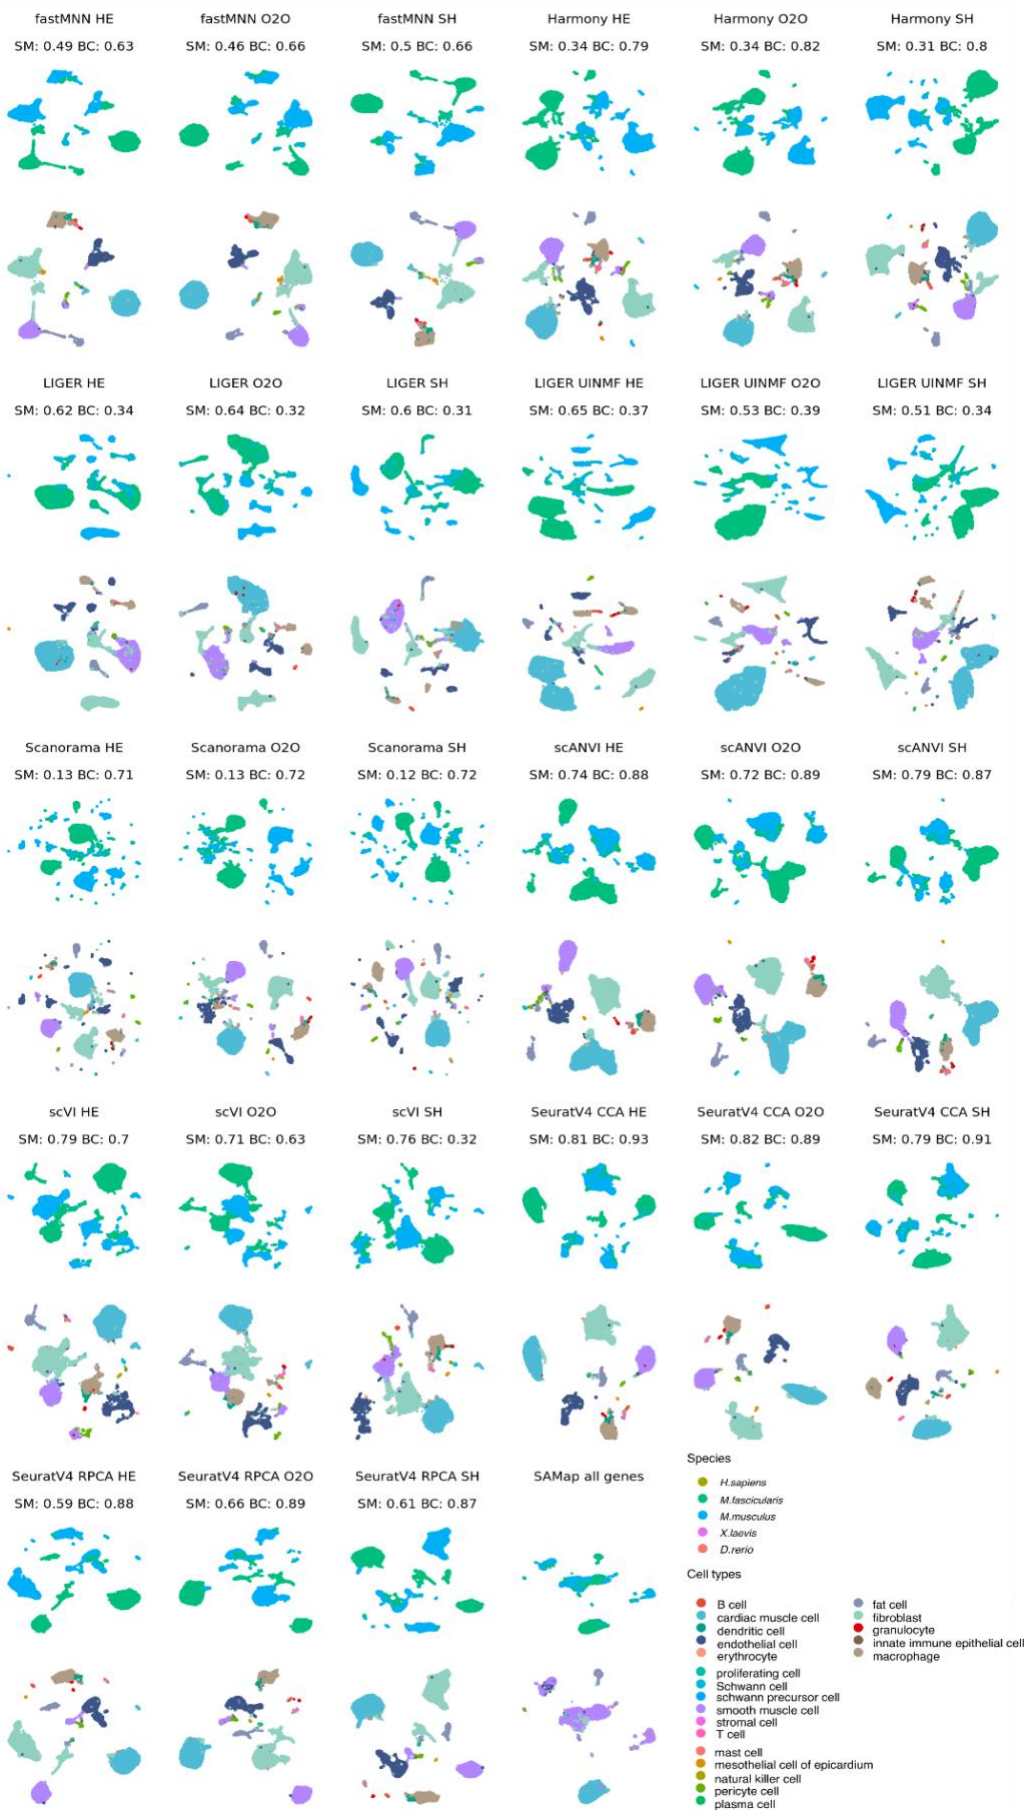 fastMNN HE fastMNN O2O fastMNN SH Harmony HE Harmony O2O Harmony SH
SM: 0.49 BC: 0.63 SM: 0.46 BC: 0.66 SM: 0.5 BC: 0.66 SM: 0.34 BC: 0.79 SM: 0.34 BC: 0.82 SM: 0.31 BC: 0.8
LIGER HE LIGER O2O LIGER SH LIGER UINMF HE LIGER UINMF O2O LIGER UINMF SH
SM: 0.62 BC: 0.34 SM: 0.64 BC: 0.32 SM: 0.6 BC: 0.31 SM: 0.65 BC: 0.37 SM: 0.53 BC: 0.39 SM: 0.51 BC: 0.34
Scanorama HE Scanorama O2O Scanorama SH scANVI HE scANVI O2O scANVI SH
SM: 0.13 BC: 0.71 SM: 0.13 BC: 0.72 SM: 0.12 BC: 0.72 SM: 0.74 BC: 0.88 SM: 0.72 BC: 0.89 SM: 0.79 BC: 0.87
scVI HE scVI O2O scVI SH SeuratV4 CCA HE SeuratV4 CCA O2O SeuratV4 CCA SH
SM: 0.79 BC: 0.7 SM: 0.71 BC: 0.63 SM: 0.76 BC: 0.32 SM: 0.81 BC: 0.93 SM: 0.82 BC: 0.89 SM: 0.79 BC: 0.91
SeuratV4 RPCA HE SeuratV4 RPCA O2O SeuratV4 RPCA SH SAMap all genes
SM: 0.59 BC: 0.88 SM: 0.66 BC: 0.89 SM: 0.61 BC: 0.87
Species
H.sapiens
M.fascicularis
M.musculus
X.laevis
D.rerio
Cell types
B cell
cardiac muscle cell
dendritic cell
endothelial cell
erythrocyte
proliferating cell
Schwann cell
schwann precursor cell
smooth muscle cell
stromal cell
T cell
mast cell
mesothelial cell of epicardium
natural killer cell
pericyte cell
plasma cell
fat cell
fibroblast
granulocyte
innate immune epithelial cell
macrophage